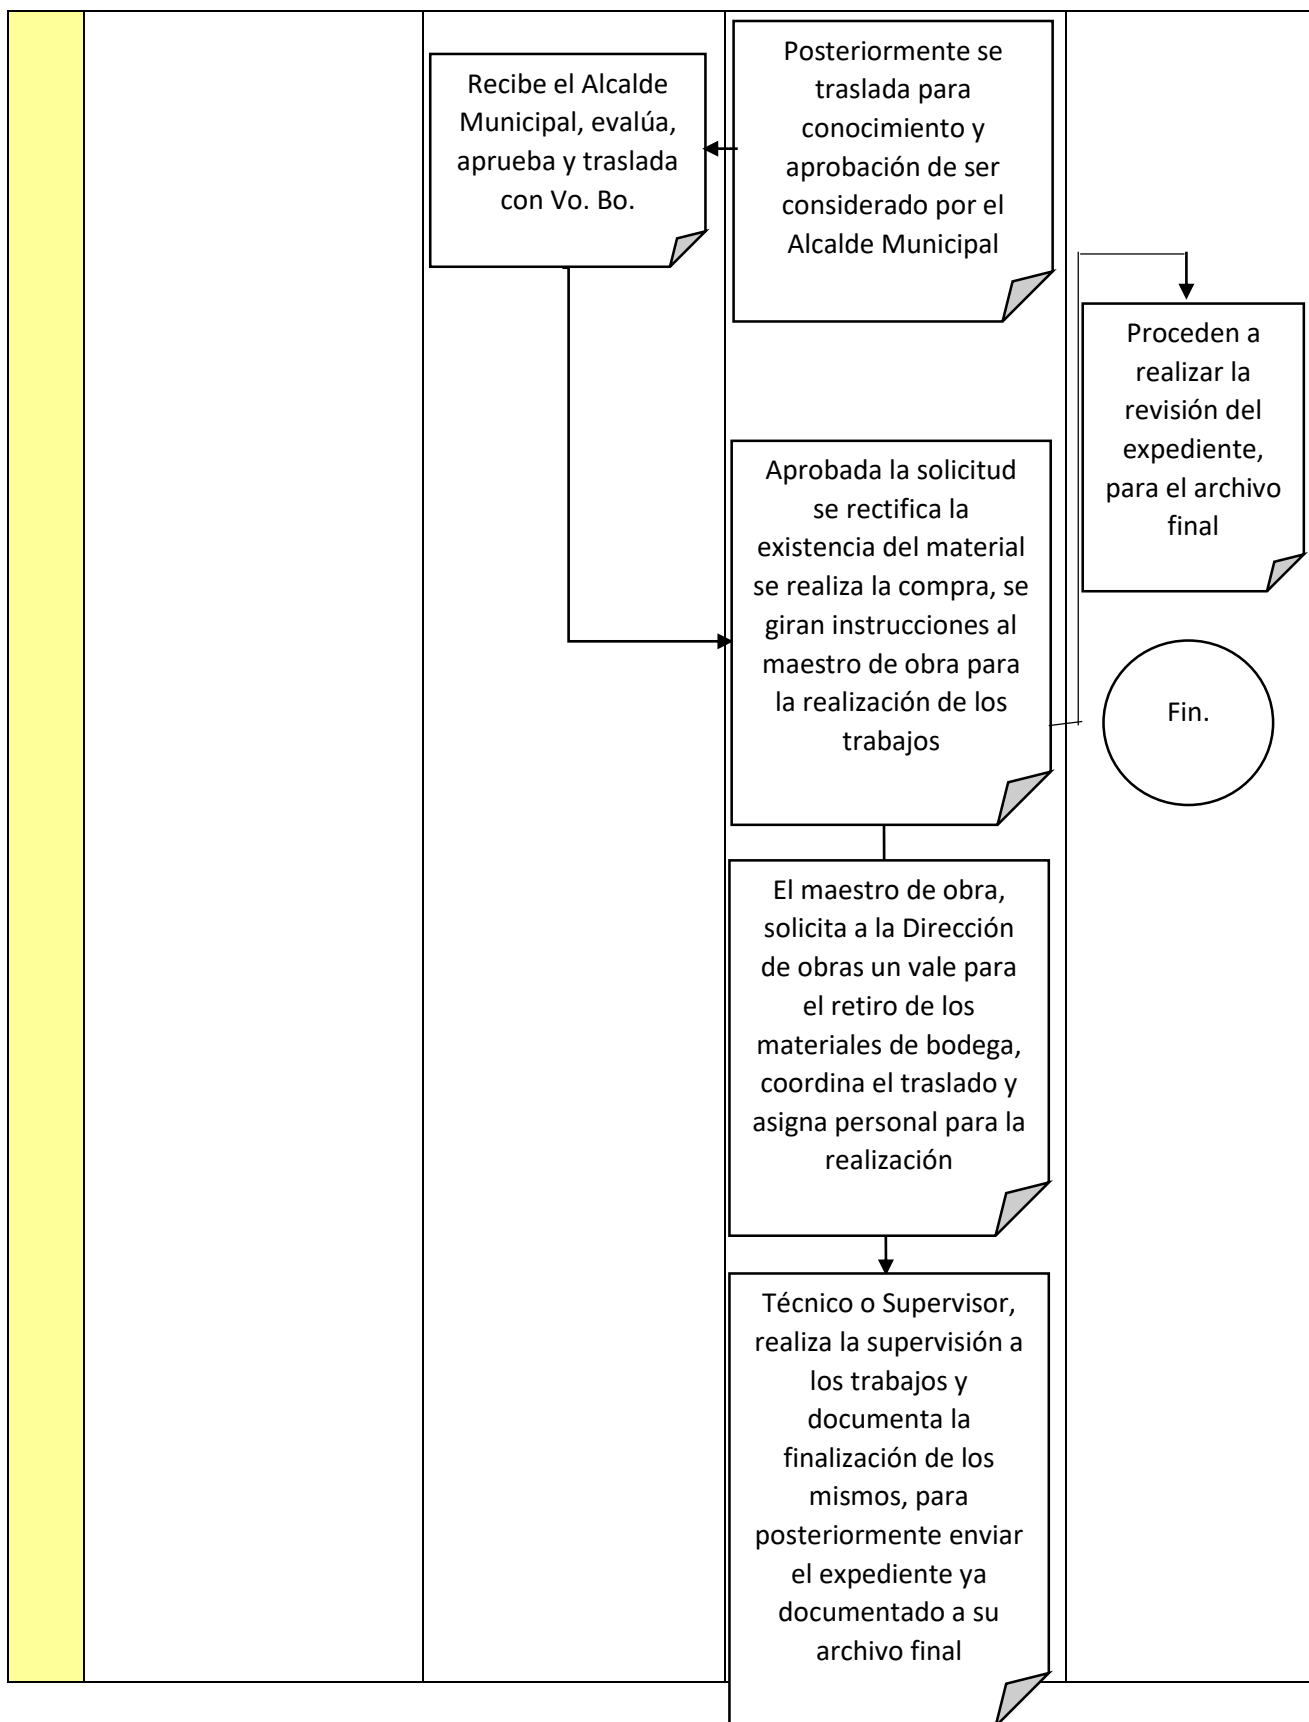 Posteriormente se
traslada para
conocimiento y
aprobación de ser
considerado por el
Alcalde Municipal
Recibe el Alcalde
Municipal, evalúa,
aprueba y traslada
con Vo. Bo.
Aprobada la solicitud
se rectifica la
existencia del material
se realiza la compra, se
giran instrucciones al
maestro de obra para
la realización de los
trabajos
El maestro de obra,
solicita a la Dirección
de obras un vale para
el retiro de los
materiales de bodega,
coordina el traslado y
asigna personal para la
realización
Técnico o Supervisor,
realiza la supervisión a
los trabajos y
documenta la
finalización de los
mismos, para
posteriormente enviar
el expediente ya
documentado a su
archivo final
Proceden a
realizar la
revisión del
expediente,
para el archivo
final
Fin.